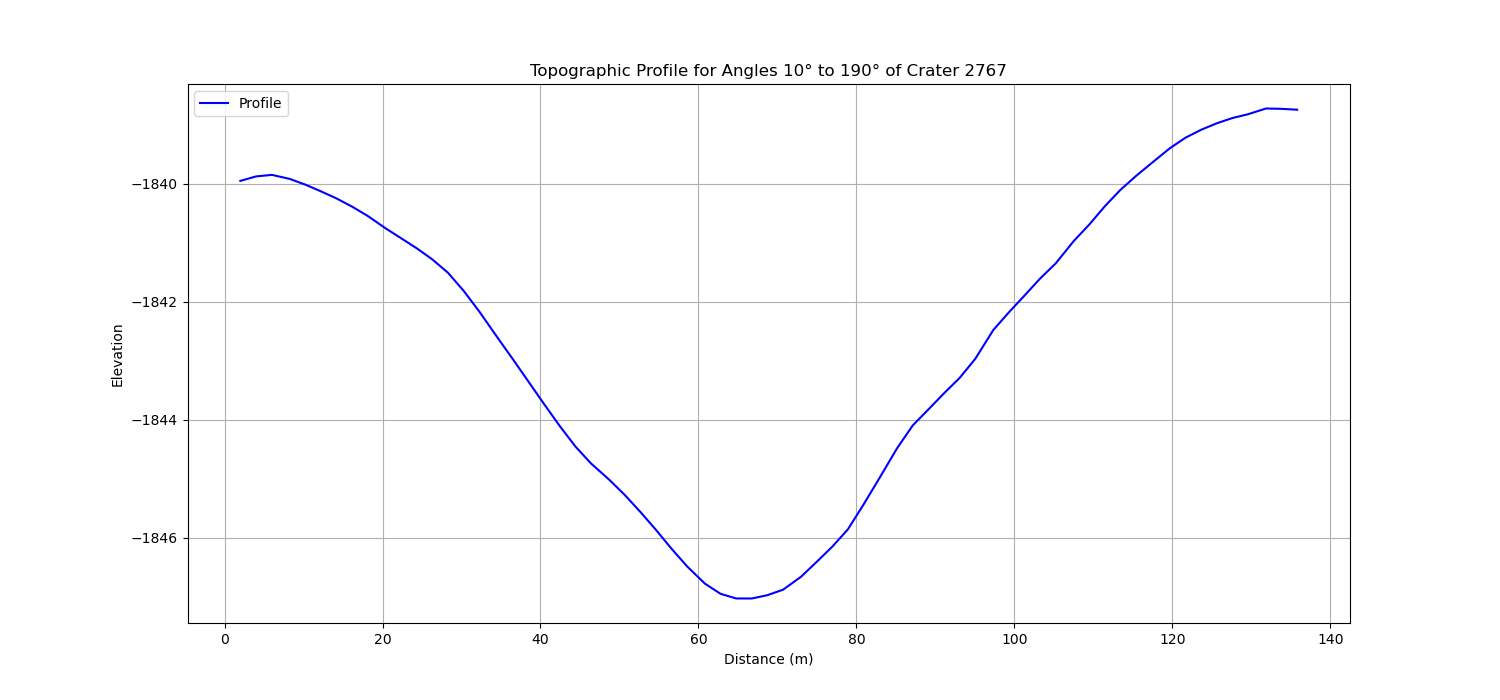 Topographic Profile for Angles 10° to 190° of Crater 2767
Profile
−1840
−1842
−1844
−1846
Elevation
0 20 40 60 80 100 120 140
Distance (m)